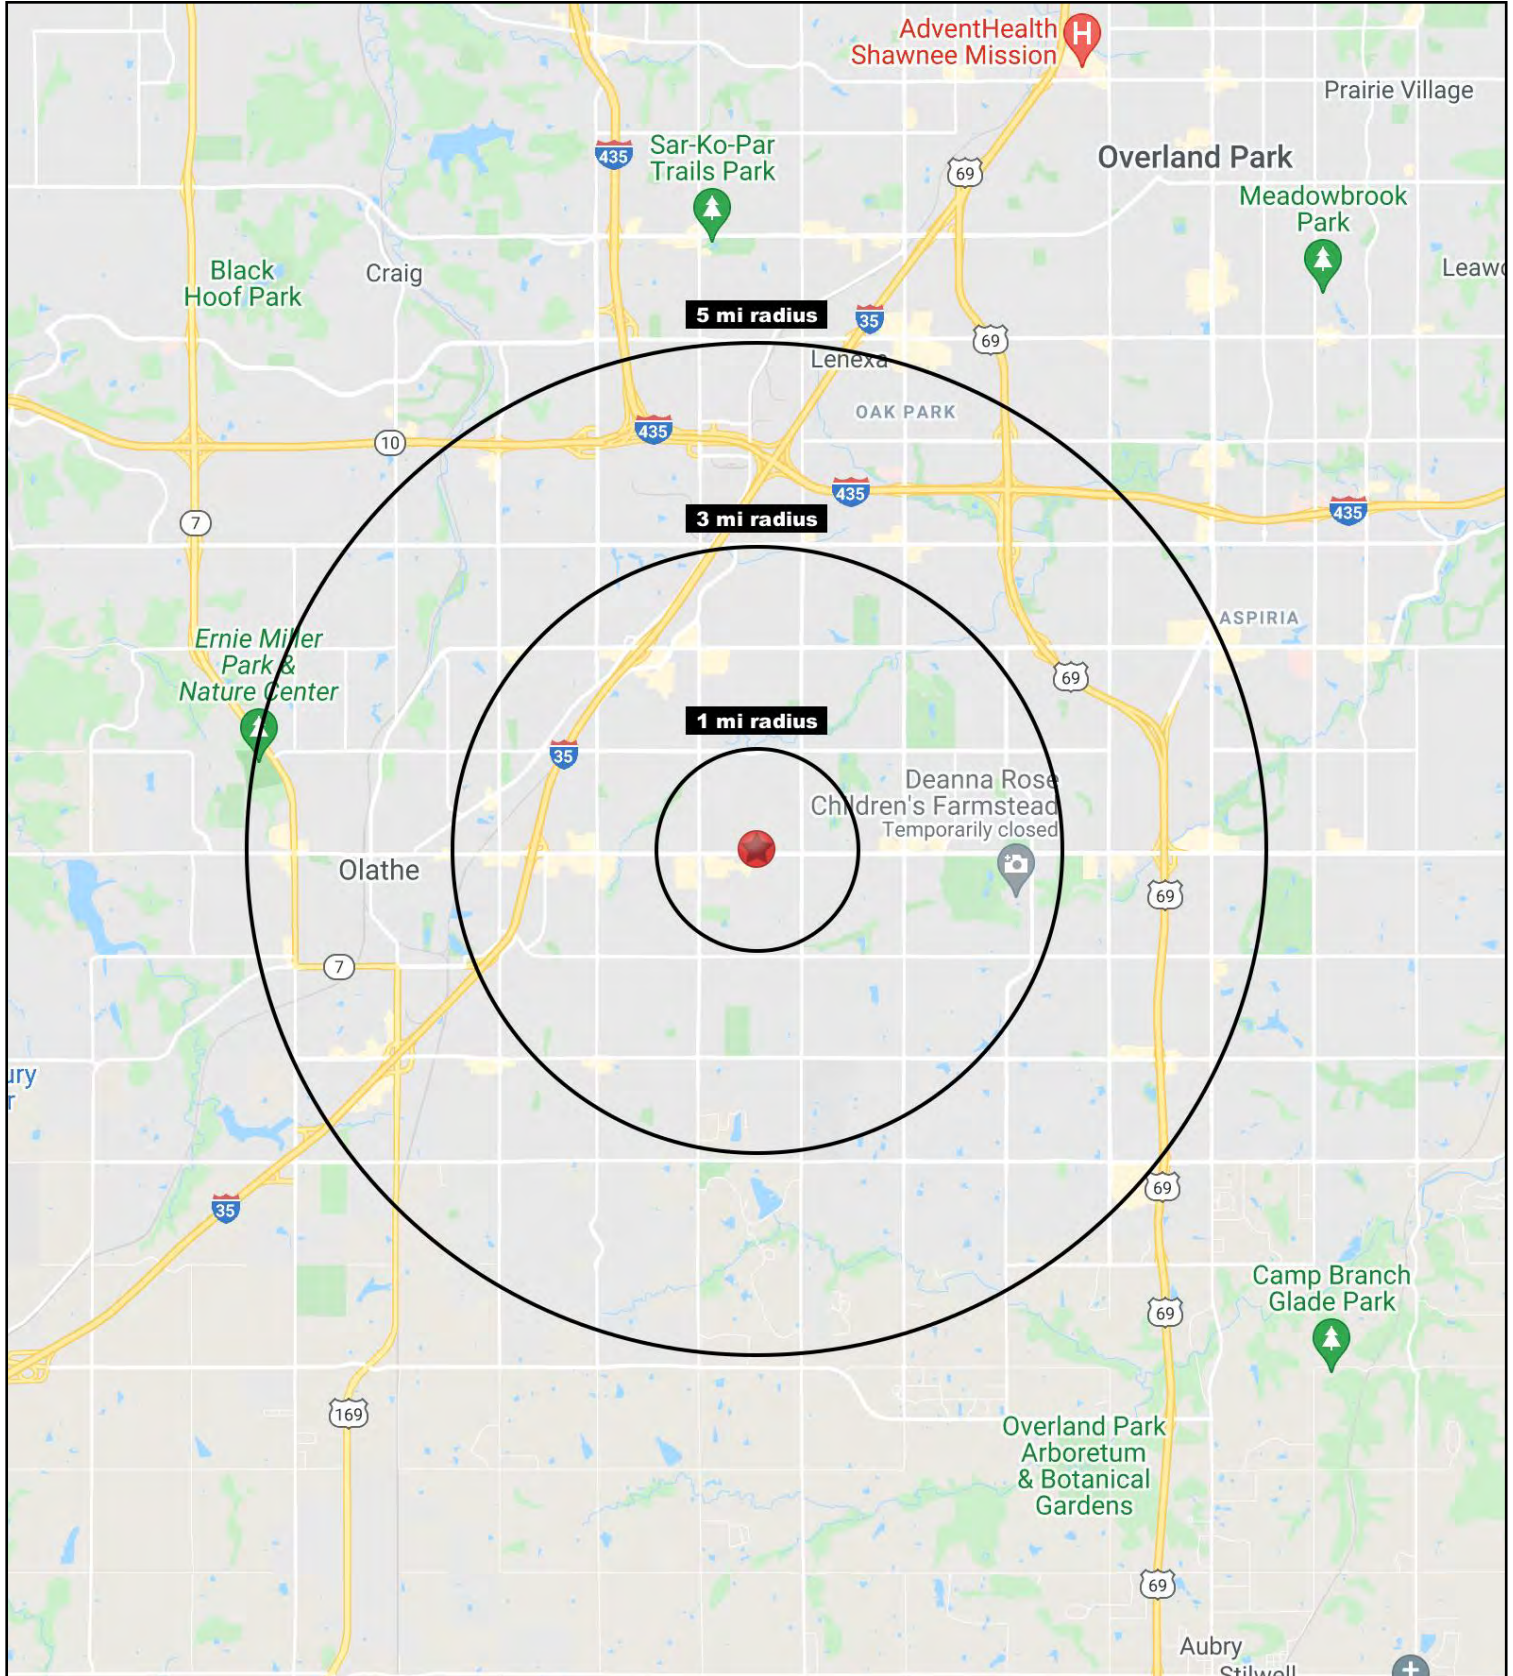 AdventHealth
Shawnee Mission
H
Prairie Village
435
Sar-Ko-Par
Trails Park
69
Overland Park
Meadowbrook
Park
Black
Hoof Park
Craig
Leawo
5 mi radius
35
69
Lenexa
OAK PARK
10
435
435
435
7
3 mi radius
ASPIRIA
Ernie Miller
Park &
Nature Center
69
1 mi radius
35
Deanna Rose
Children's Farmstead
Temporarily closed
Olathe
69
7
ury
r
69
35
Camp Branch
Glade Park
69
169
Overland Park
Arboretum
& Botanical
Gardens
69
Aubry
Stilwell